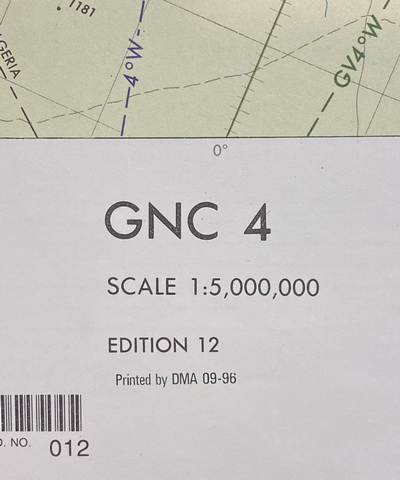 1181
GERIA
4°W
GV4°W
0°
GNC 4
SCALE 1:5,000,000
EDITION 12
Printed by DMA 09-96
D. NO. 012